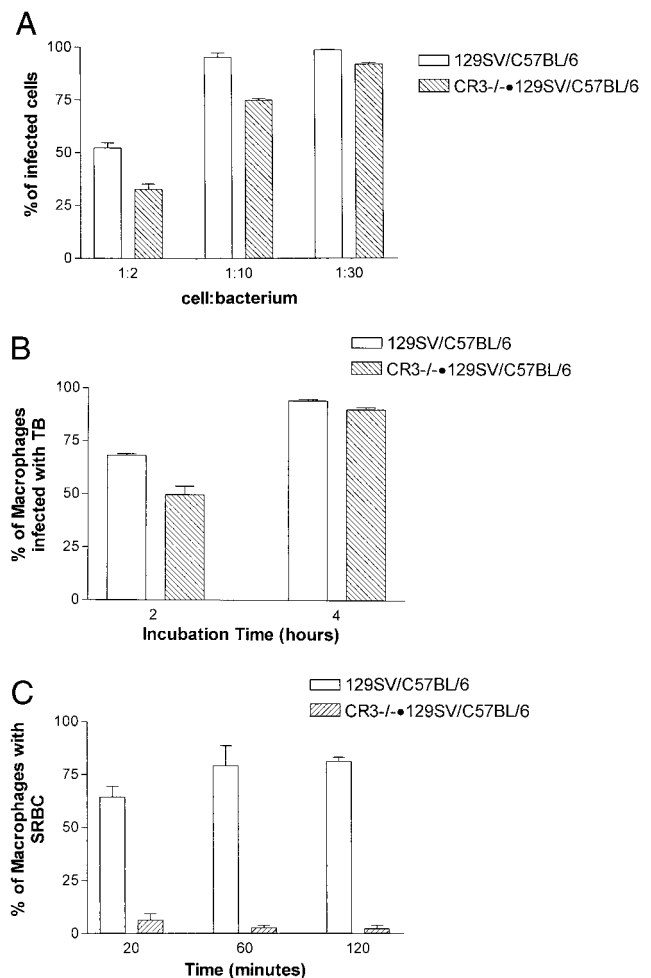 A
129SV/C57BL/6
CR3-/-•129SV/C57BL/6
% of infected cells
100
75
50
25
0
1:2 1:10 1:30
cell:bacterium
B
129SV/C57BL/6
CR3-/-•129SV/C57BL/6
% of Macrophages
infected with TB
100
75
50
25
0
2 4
Incubation Time (hours)
C
129SV/C57BL/6
CR3-/-•129SV/C57BL/6
% of Macrophages with
SRBC
100
75
50
25
0
20 60 120
Time (minutes)